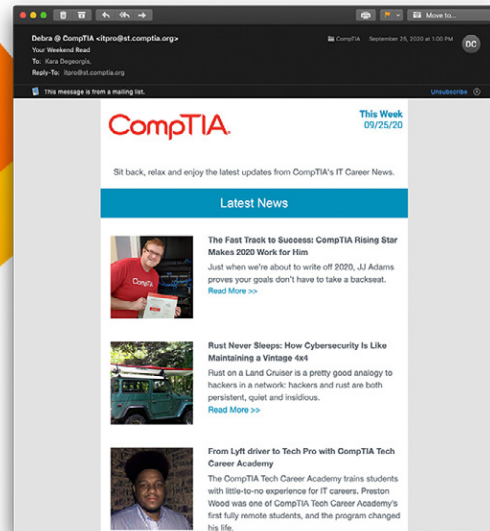 Move to...
Debra @ CompTIA <itpro@st.comptia.org>
CompTIA September 25, 2020 at 1:00 PM
DC
Your Weekend Read
To: Kara Degeorgis,
Reply-To: itpro@st.comptia.org
This message is from a mailing list.
Unsubscribe
CompTIA.
This Week
09/25/20
Sit back, relax and enjoy the latest updates from CompTIA's IT Career News.
Latest News
The Fast Track to Success: CompTIA Rising Star
Makes 2020 Work for Him
Just when we're about to write off 2020, JJ Adams
proves your goals don't have to take a backseat.
Read More >>
CompTIA
Rust Never Sleeps: How Cybersecurity Is Like
Maintaining a Vintage 4x4
Rust on a Land Cruiser is a pretty good analogy to
hackers in a network: hackers and rust are both
persistent, quiet and insidious.
Read More >>
From Lyft driver to Tech Pro with CompTIA Tech
Career Academy
The CompTIA Tech Career Academy trains students
with little-to-no experience for IT careers. Preston
Wood was one of CompTIA Tech Career Academy's
first fully remote students, and the program changed
his life.